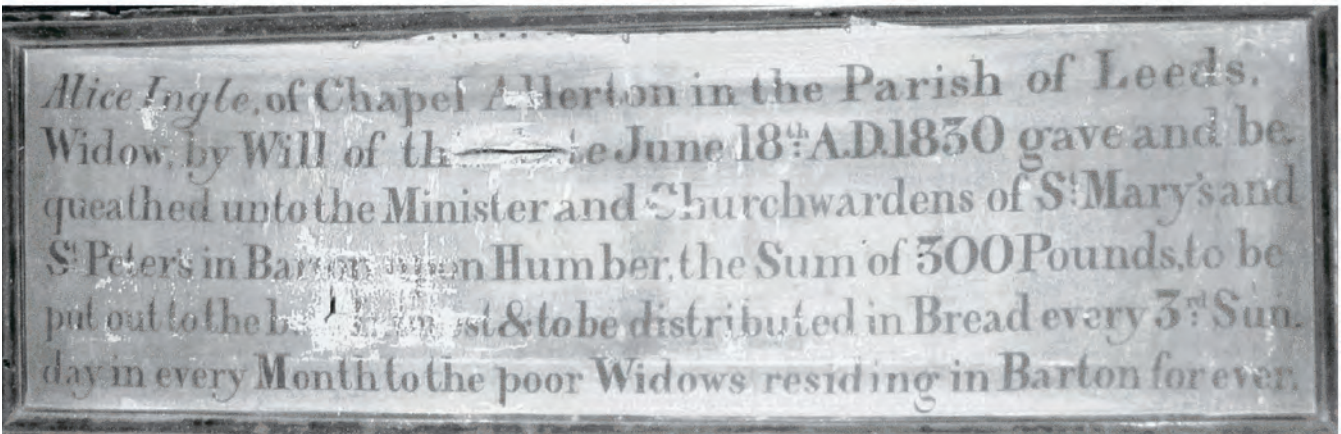 Alice Ingle, of Chapel Allerton in the Parish of Leeds,
Widow, by Will of June 18th A.D. 1830 gave and be
queathed unto the Minister and Churchwardens of St Mary's and
St Peters in Barton upon Humber, the Sum of 300 Pounds, to be
put out to the & to be distributed in Bread every 3rd Sun.
day in every Month to the poor Widows residing in Barton for ever.